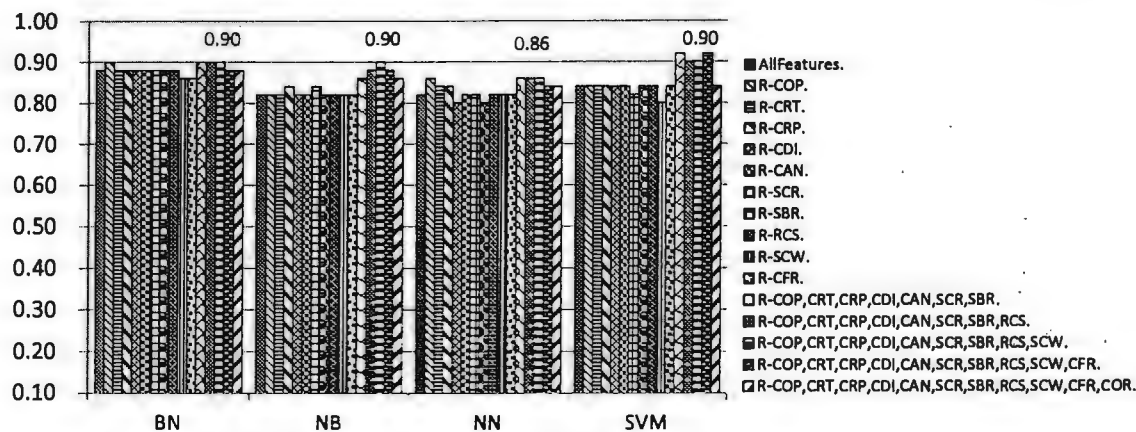 1.00
0.90
0.80
0.70
0.60
0.50
0.40
0.30
0.20
0.10
0.90
0.90
0.86
0.90
BN
NB
NN
SVM
AllFeatures.
R-COP.
R-CRT.
R-CRP.
R-CDI.
R-CAN.
R-SCR.
R-SBR.
R-RCS.
R-SCW.
R-CFR.
R-COP,CRT,CRP,CDI,CAN,SCR,SBR.
R-COP,CRT,CRP,CDI,CAN,SCR,SBR,RCS.
R-COP,CRT,CRP,CDI,CAN,SCR,SBR,RCS,SCW.
R-COP,CRT,CRP,CDI,CAN,SCR,SBR,RCS,SCW,CFR.
R-COP,CRT,CRP,CDI,CAN,SCR,SBR,RCS,SCW,CFR,COR.